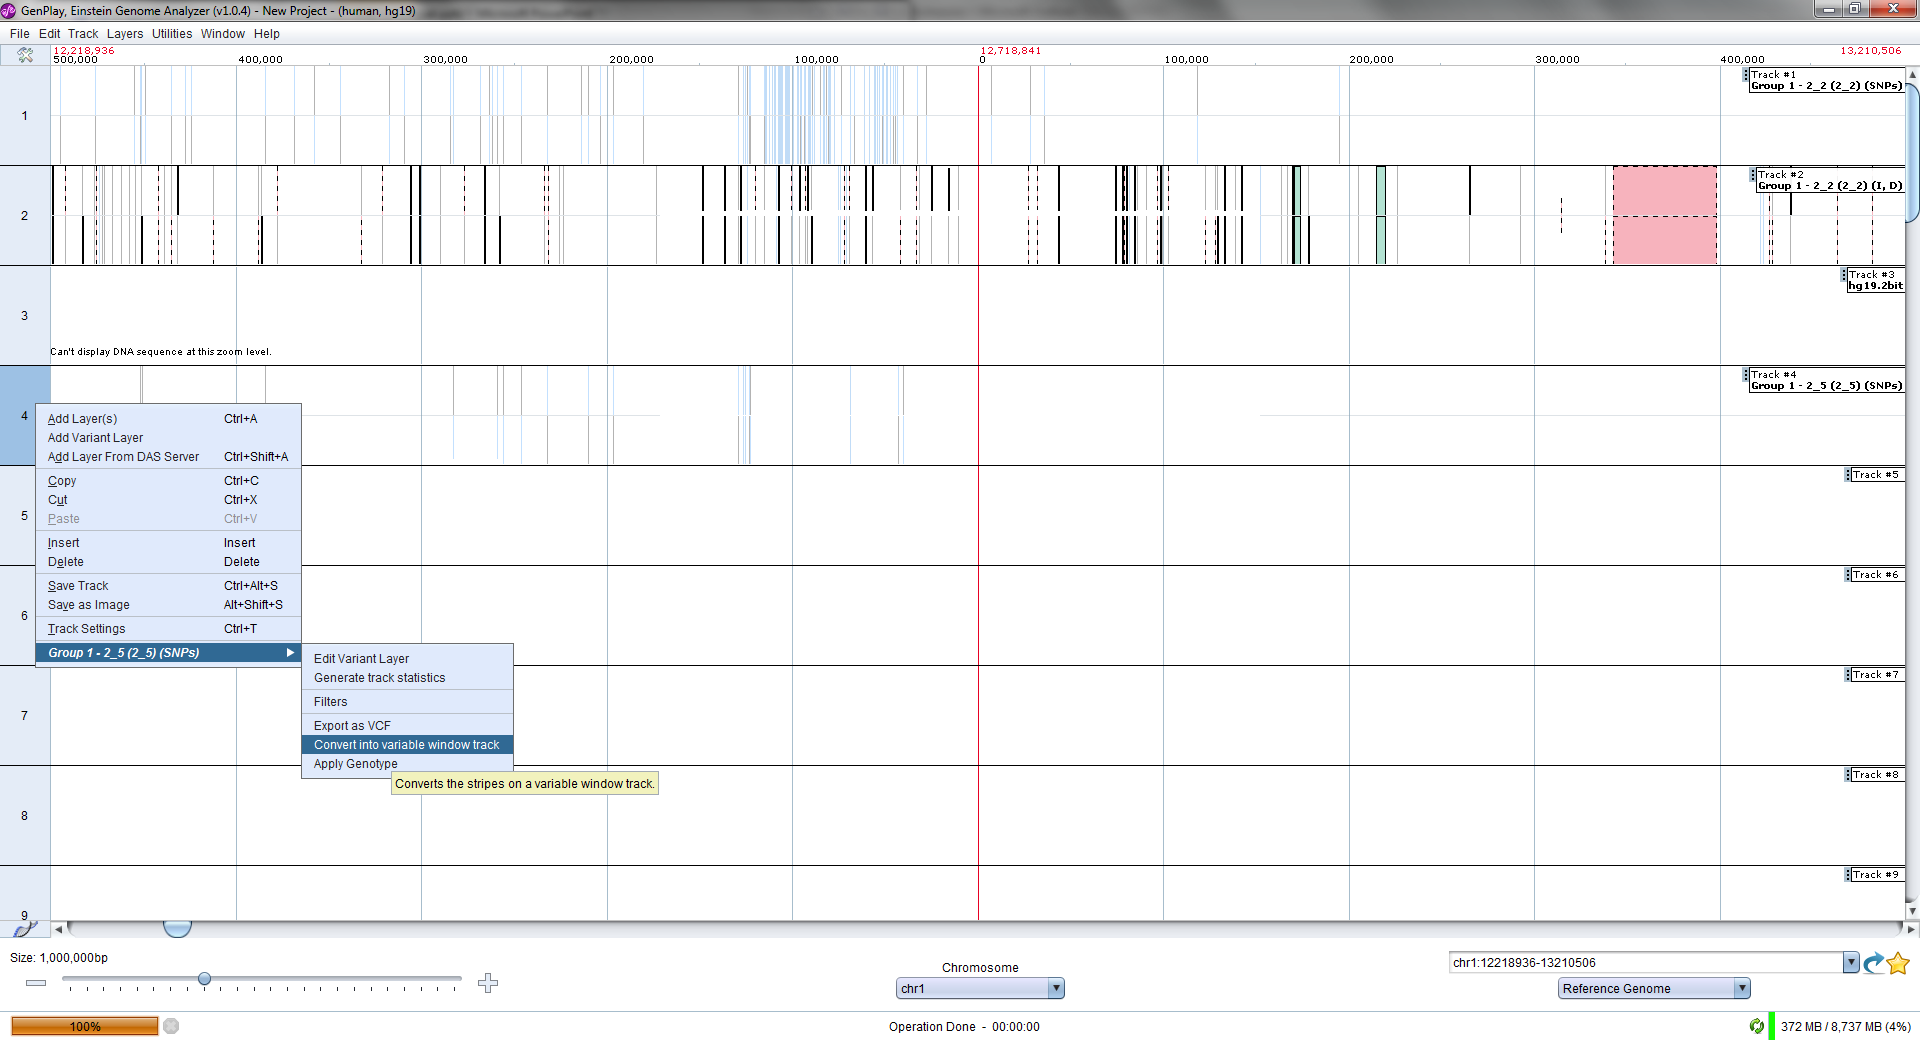 GenPlay, Einstein Genome Analyzer (v1.0.4) - New Project - (human, hg19)
File Edit Track Layers Utilities Window Help
12,218,936 12,718,841 13,210,506
500,000 400,000 300,000 200,000 100,000 0 100,000 200,000 300,000 400,000
Track #1
Group 1 - 2_2 (2_2) (SNPs)
1
Track #2
Group 1 - 2_2 (2_2) (I, D)
2
Track #3
hg19.2bit
3
Can't display DNA sequence at this zoom level.
Track #4
Group 1 - 2_5 (2_5) (SNPs)
4
Add Layer(s) Ctrl+A
Add Variant Layer
Add Layer From DAS Server Ctrl+Shift+A
Copy Ctrl+C
Cut Ctrl+X
Paste Ctrl+V
Insert Insert
Delete Delete
Save Track Ctrl+Alt+S
Save as Image Alt+Shift+S
Track Settings Ctrl+T
Group 1 - 2_5 (2_5) (SNPs)
Edit Variant Layer
Generate track statistics
Filters
Export as VCF
Convert into variable window track
Apply Genotype
Converts the stripes on a variable window track.
Track #5
5
Track #6
6
Track #7
7
Track #8
8
Track #9
9
Size: 1,000,000bp
Chromosome
chr1
chr1:12218936-13210506
Reference Genome
100%
Operation Done - 00:00:00
372 MB / 8,737 MB (4%)